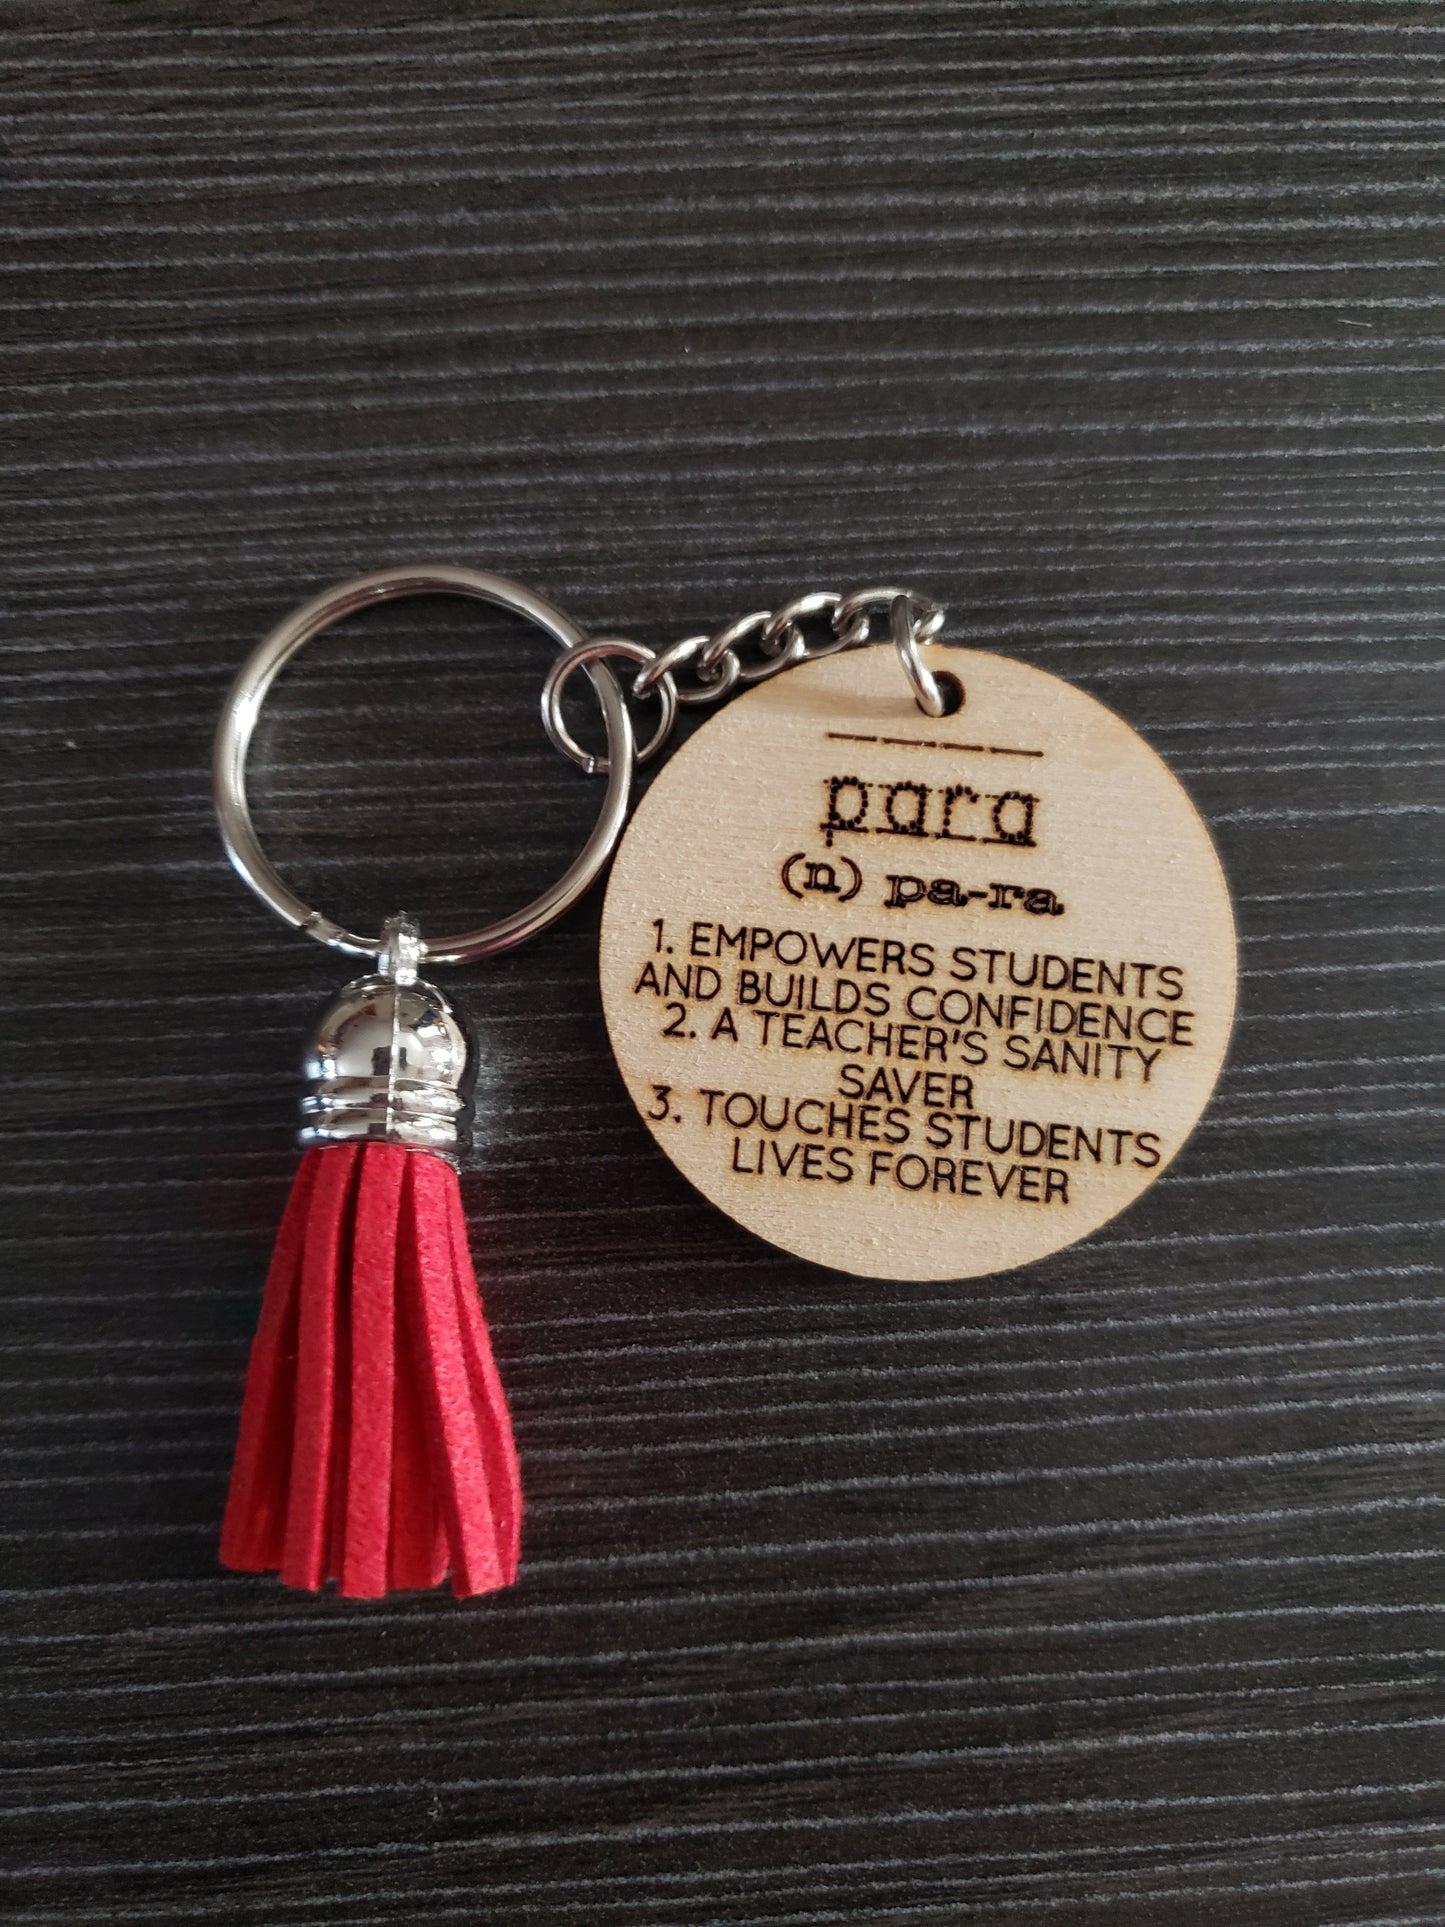 para
(n) pa-ra
1. EMPOWERS STUDENTS
AND BUILDS CONFIDENCE
2. A TEACHER'S SANITY
SAVER
3. TOUCHES STUDENTS
LIVES FOREVER